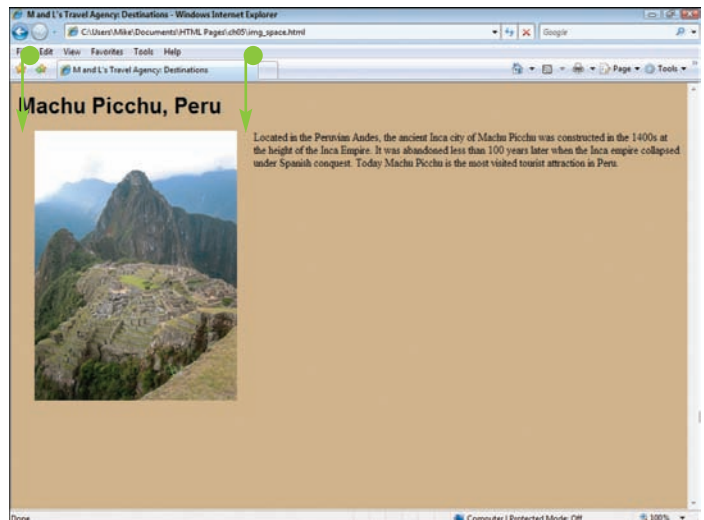 M and L's Travel Agency: Destinations - Windows Internet Explorer
C:\Users\Mike\Documents\HTML Pages\ch05\img_space.html
Google
Edit View Favorites Tools Help
M and L's Travel Agency: Destinations
Page Tools
Machu Picchu, Peru
Located in the Peruvian Andes, the ancient Inca city of Machu Picchu was constructed in the 1400s at
the height of the Inca Empire. It was abandoned less than 100 years later when the Inca empire collapsed
under Spanish conquest. Today Machu Picchu is the most visited tourist attraction in Peru.
Done
Computer | Protected Mode: Off
100%